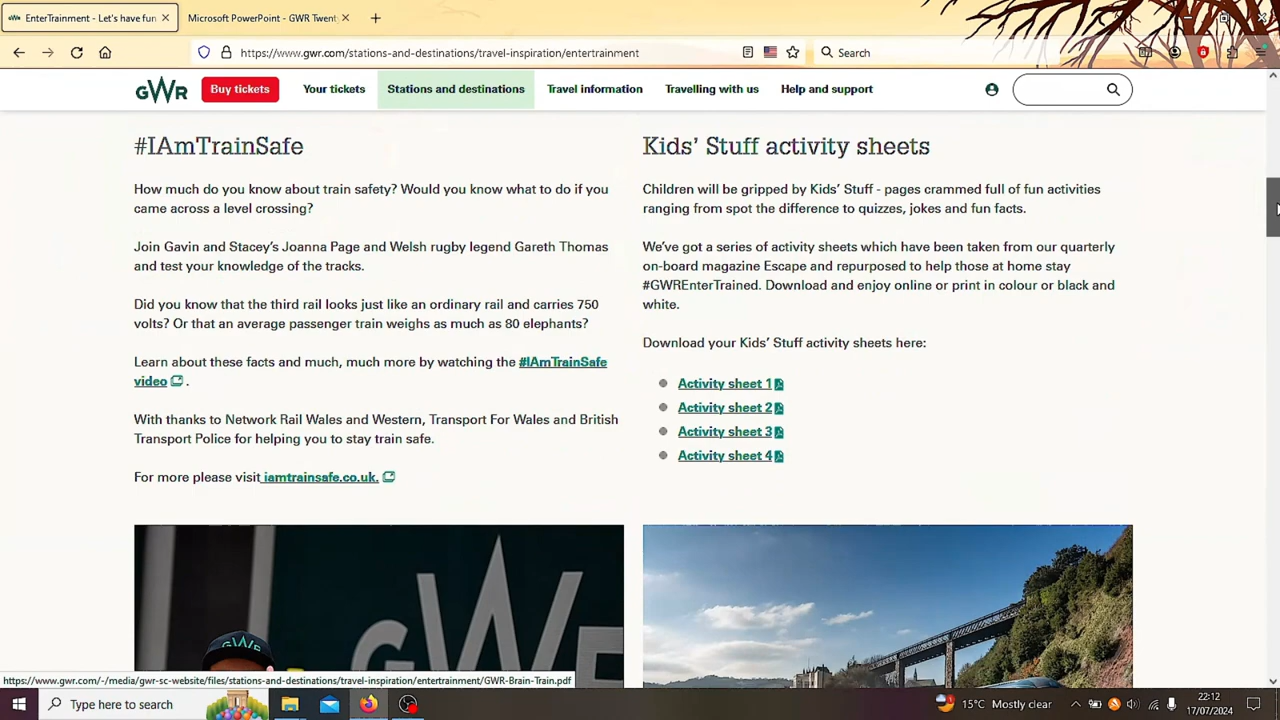 EnterTrainment - Let's have fun
Microsoft PowerPoint - GWR Twent
https://www.gwr.com/stations-and-destinations/travel-inspiration/entertrainment
Search
GWR
Buy tickets
Your tickets
Stations and destinations
Travel information
Travelling with us
Help and support
#IAmTrainSafe
How much do you know about train safety? Would you know what to do if you
came across a level crossing?
Join Gavin and Stacey's Joanna Page and Welsh rugby legend Gareth Thomas
and test your knowledge of the tracks.
Did you know that the third rail looks just like an ordinary rail and carries 750
volts? Or that an average passenger train weighs as much as 80 elephants?
Learn about these facts and much, much more by watching the #IAmTrainSafe
video .
With thanks to Network Rail Wales and Western, Transport For Wales and British
Transport Police for helping you to stay train safe.
For more please visit iamtrainsafe.co.uk.
Kids' Stuff activity sheets
Children will be gripped by Kids' Stuff - pages crammed full of fun activities
ranging from spot the difference to quizzes, jokes and fun facts.
We've got a series of activity sheets which have been taken from our quarterly
on-board magazine Escape and repurposed to help those at home stay
#GWREnterTrained. Download and enjoy online or print in colour or black and
white.
Download your Kids' Stuff activity sheets here:
Activity sheet 1
Activity sheet 2
Activity sheet 3
Activity sheet 4
GWR
GWR
https://www.gwr.com/-/media/gwr-sc-website/files/stations-and-destinations/travel-inspiration/entertrainment/GWR-Brain-Train.pdf
Type here to search
15°C Mostly clear
22:12
17/07/2024